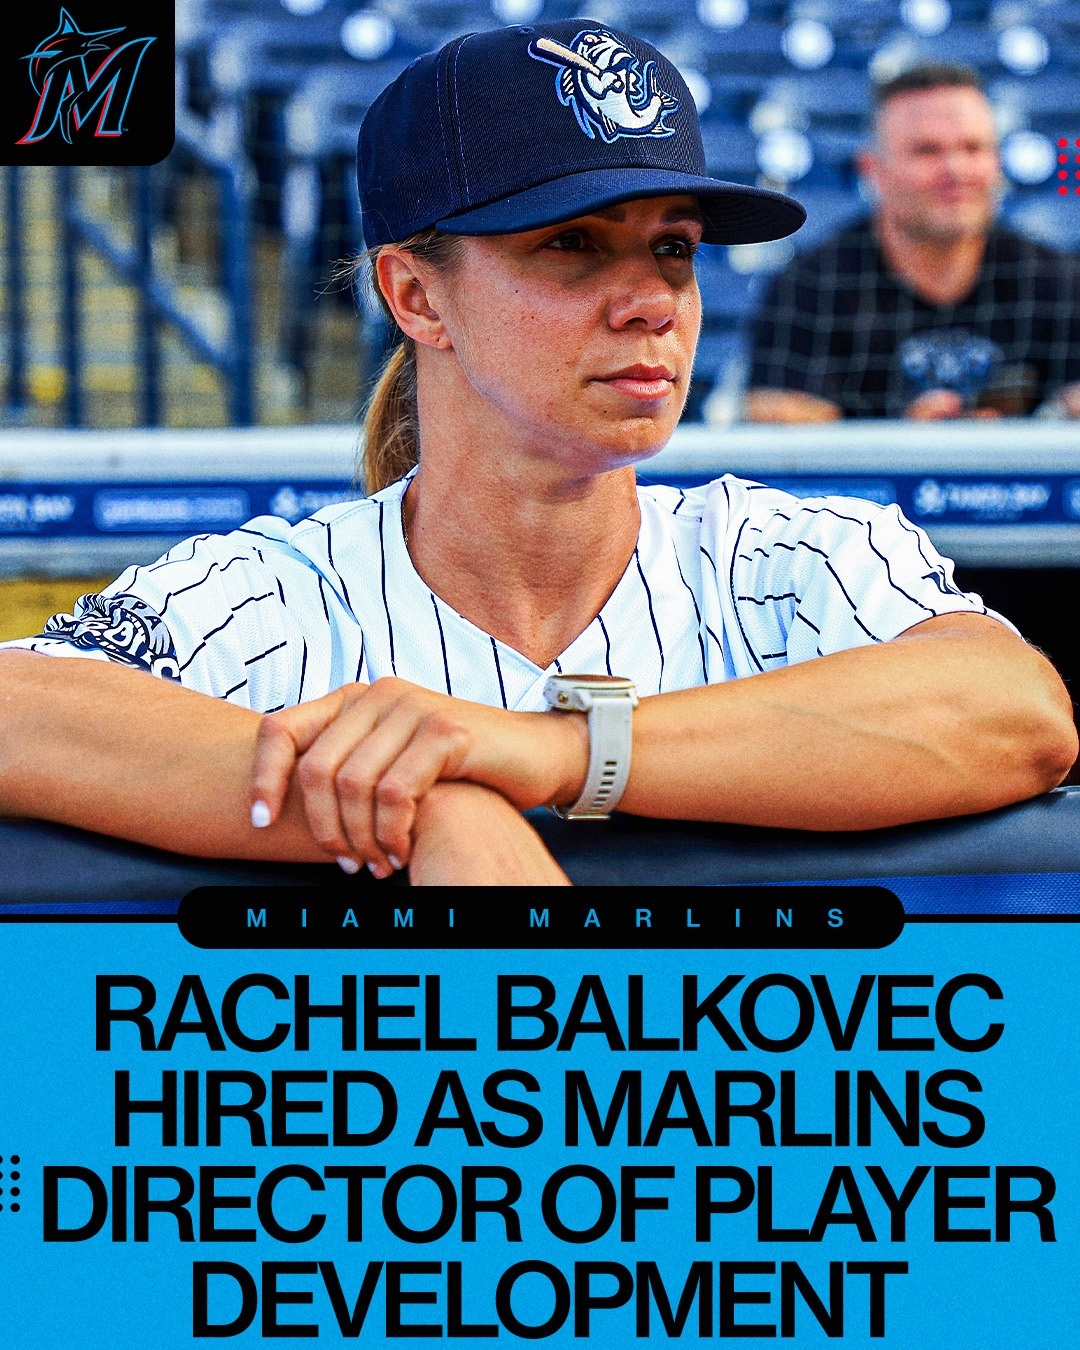 M
MIAMI MARLINS
RACHEL BALKOVEC
HIRED AS MARLINS
DIRECTOR OF PLAYER
DEVELOPMENT